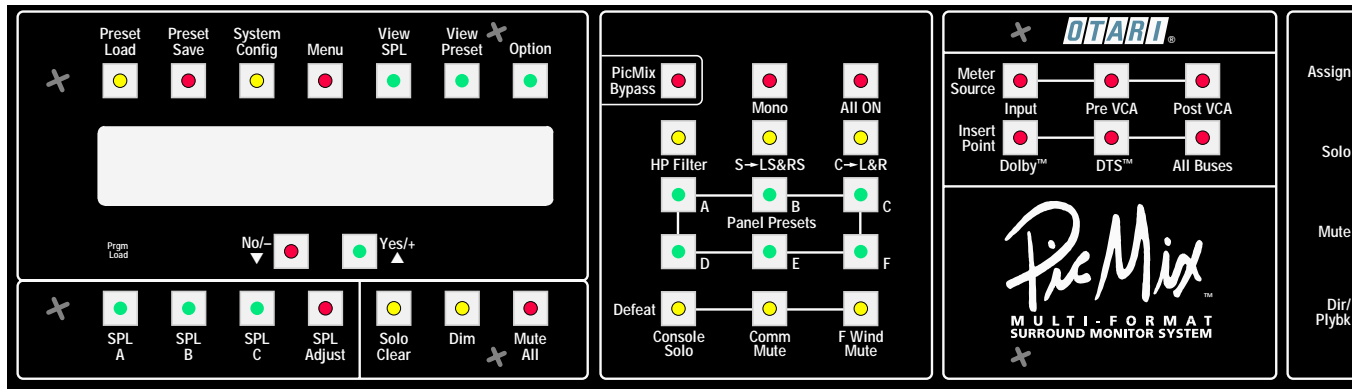 Preset Load
Preset Save
System Config
Menu
View SPL
View Preset
Option
Prgm Load
No/–
▼
Yes/+
▲
SPL A
SPL B
SPL C
SPL Adjust
Solo Clear
Dim
Mute All
PicMix Bypass
Mono
All ON
HP Filter
S→LS&RS
C→L&R
A
B
C
Panel Presets
D
E
F
Defeat
Console Solo
Comm Mute
F Wind Mute
OTARI®
Meter Source
Input
Pre VCA
Post VCA
Insert Point
Dolby™
DTS™
All Buses
PicMix™
MULTI-FORMAT
SURROUND MONITOR SYSTEM
Assign
Solo
Mute
Dir/
Plybk